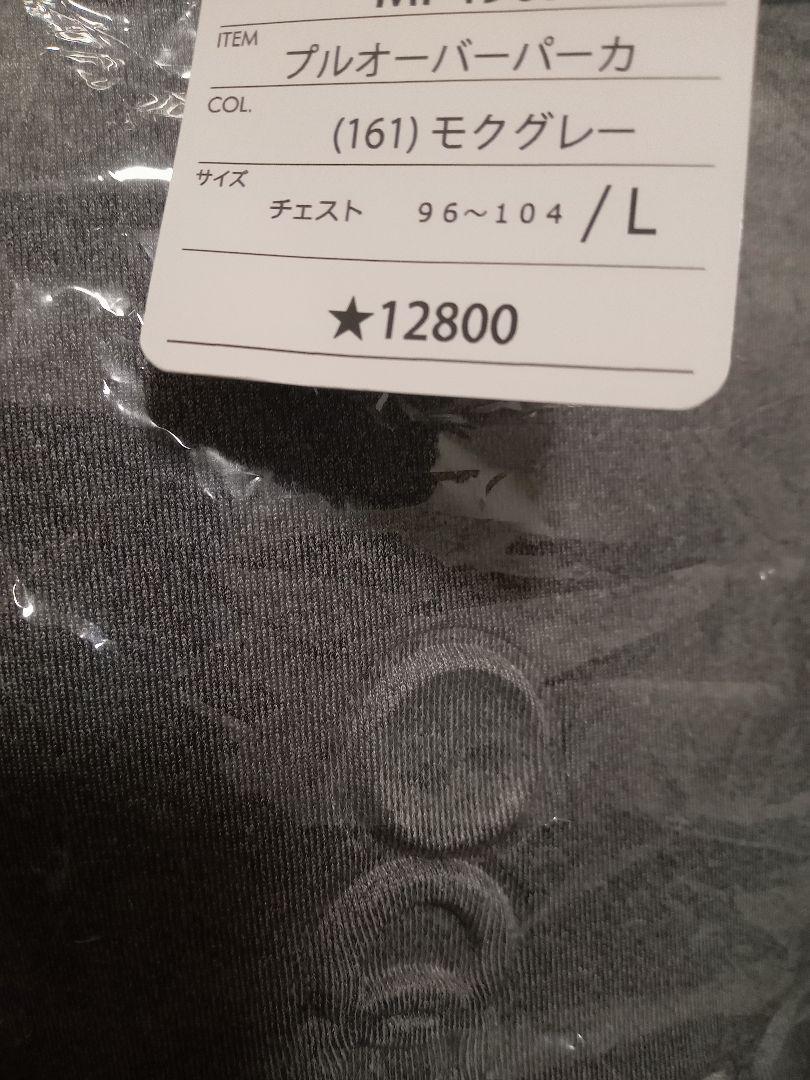 ITEM
プルオーバーパーカ
COL.
(161) モクグレー
サイズ
チェスト 96～104 / L
★12800